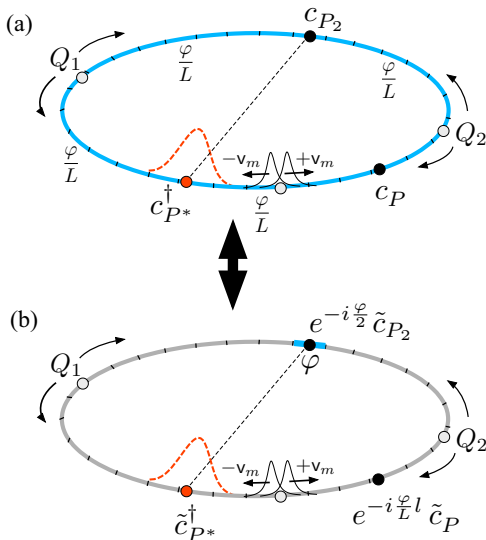 (a)
c_{P_2}
Q_1
φ/L
φ/L
Q_2
φ/L
−v_m +v_m
c†_{P*}
φ/L
c_P
(b)
e^{-i φ/2} c̃_{P_2}
Q_1
φ
Q_2
−v_m +v_m
c̃†_{P*}
e^{-i φ/L l} c̃_P